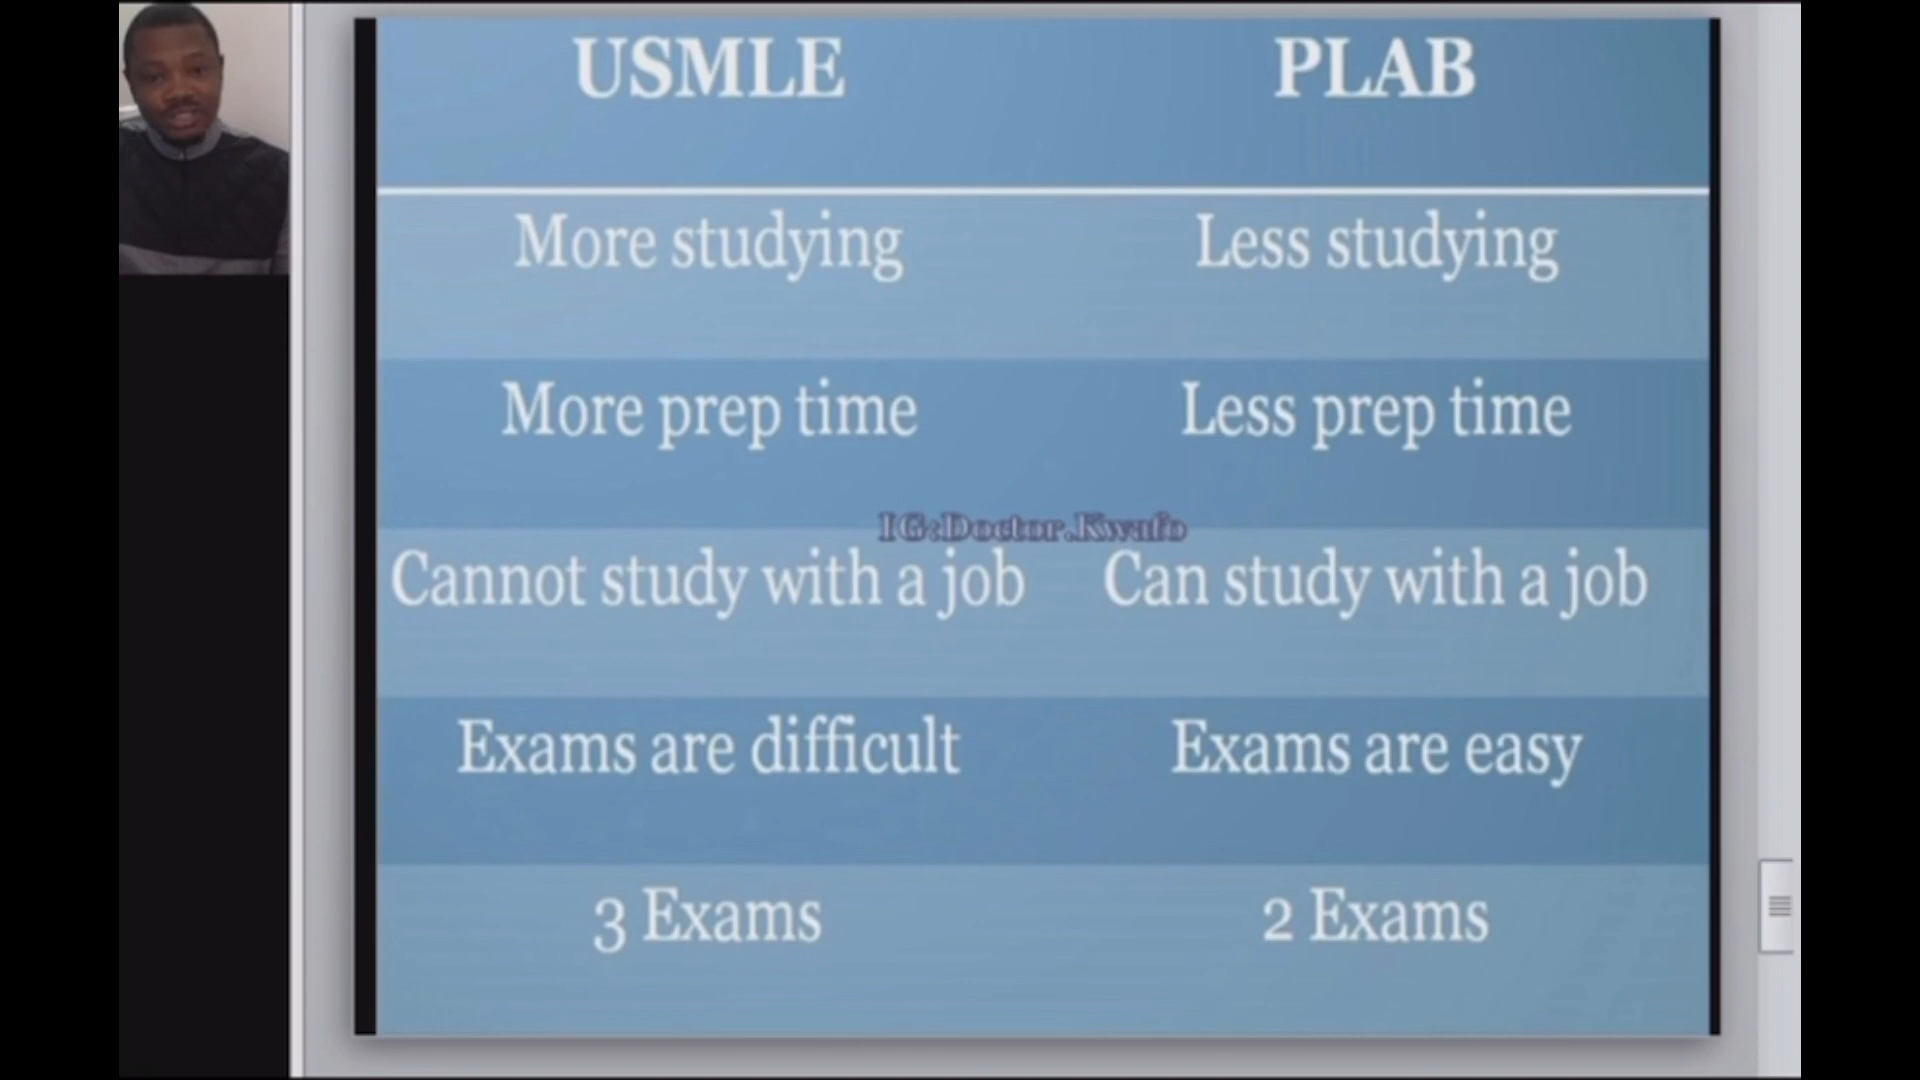 USMLE PLAB
More studying Less studying
More prep time Less prep time
IG:Doctor.Kwafo
Cannot study with a job Can study with a job
Exams are difficult Exams are easy
3 Exams 2 Exams